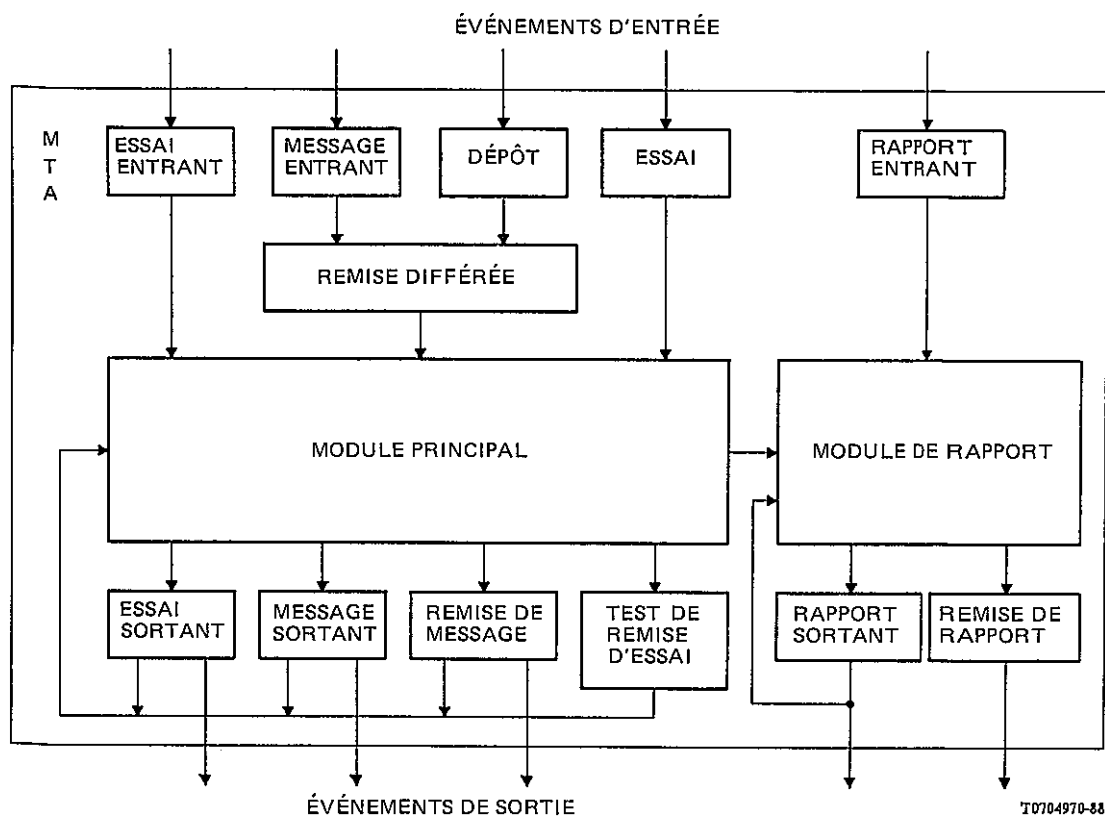 ÉVÉNEMENTS D'ENTRÉE
M
T
A
ESSAI
ENTRANT
MESSAGE
ENTRANT
DÉPÔT
ESSAI
RAPPORT
ENTRANT
REMISE DIFFÉRÉE
MODULE PRINCIPAL
MODULE DE RAPPORT
ESSAI
SORTANT
MESSAGE
SORTANT
REMISE DE
MESSAGE
TEST DE
REMISE
D'ESSAI
RAPPORT
SORTANT
REMISE DE
RAPPORT
ÉVÉNEMENTS DE SORTIE
T0704970-88